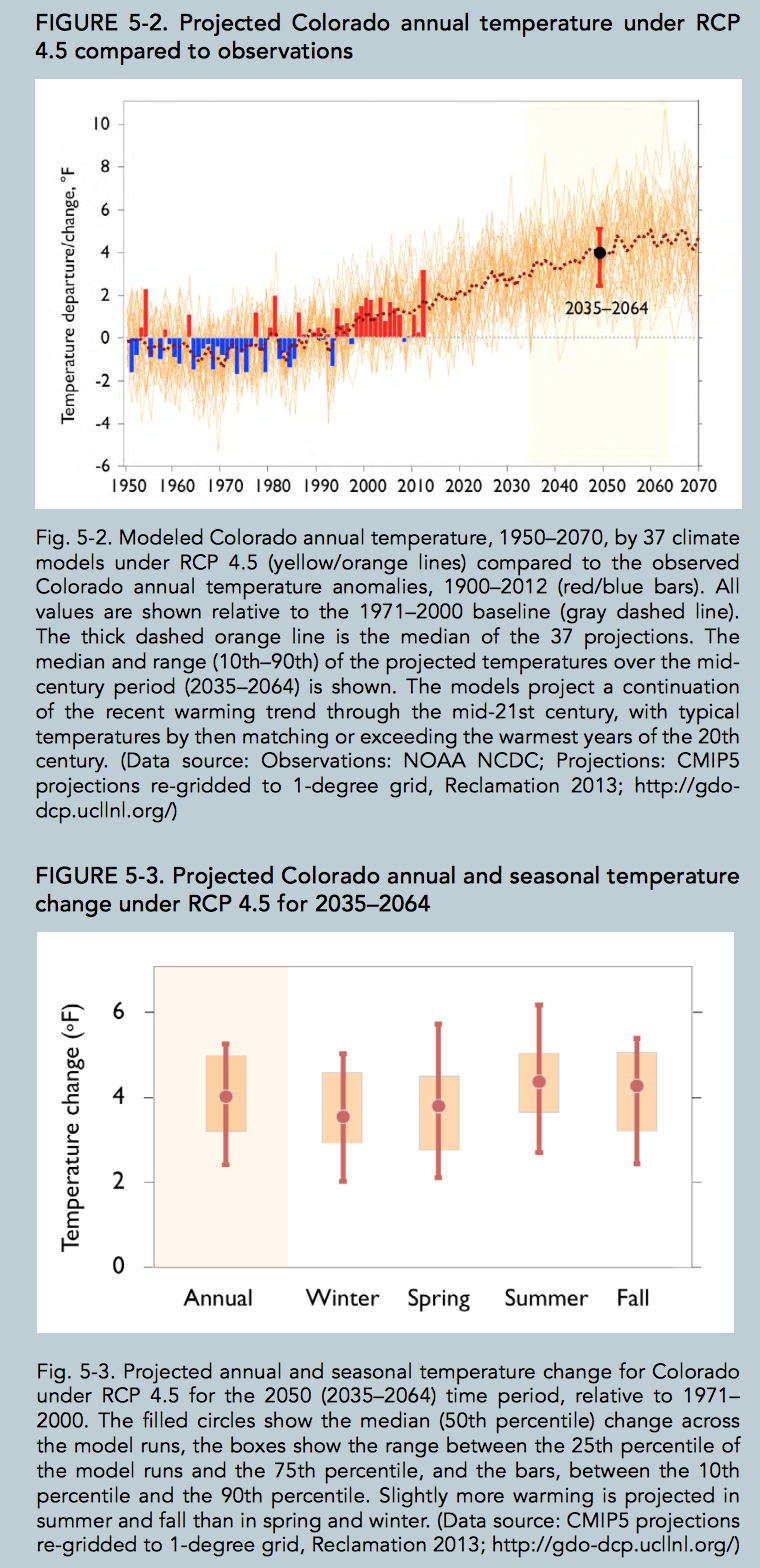 FIGURE 5-2. Projected Colorado annual temperature under RCP
4.5 compared to observations
Temperature departure/change, °F
10
8
6
4
2
0
-2
-4
-6
2035–2064
1950 1960 1970 1980 1990 2000 2010 2020 2030 2040 2050 2060 2070
Fig. 5-2. Modeled Colorado annual temperature, 1950–2070, by 37 climate
models under RCP 4.5 (yellow/orange lines) compared to the observed
Colorado annual temperature anomalies, 1900–2012 (red/blue bars). All
values are shown relative to the 1971–2000 baseline (gray dashed line).
The thick dashed orange line is the median of the 37 projections. The
median and range (10th–90th) of the projected temperatures over the mid-
century period (2035–2064) is shown. The models project a continuation
of the recent warming trend through the mid-21st century, with typical
temperatures by then matching or exceeding the warmest years of the 20th
century. (Data source: Observations: NOAA NCDC; Projections: CMIP5
projections re-gridded to 1-degree grid, Reclamation 2013; http://gdo-
dcp.ucllnl.org/)
FIGURE 5-3. Projected Colorado annual and seasonal temperature
change under RCP 4.5 for 2035–2064
Temperature change (°F)
6
4
2
0
Annual Winter Spring Summer Fall
Fig. 5-3. Projected annual and seasonal temperature change for Colorado
under RCP 4.5 for the 2050 (2035–2064) time period, relative to 1971–
2000. The filled circles show the median (50th percentile) change across
the model runs, the boxes show the range between the 25th percentile of
the model runs and the 75th percentile, and the bars, between the 10th
percentile and the 90th percentile. Slightly more warming is projected in
summer and fall than in spring and winter. (Data source: CMIP5 projections
re-gridded to 1-degree grid, Reclamation 2013; http://gdo-dcp.ucllnl.org/)